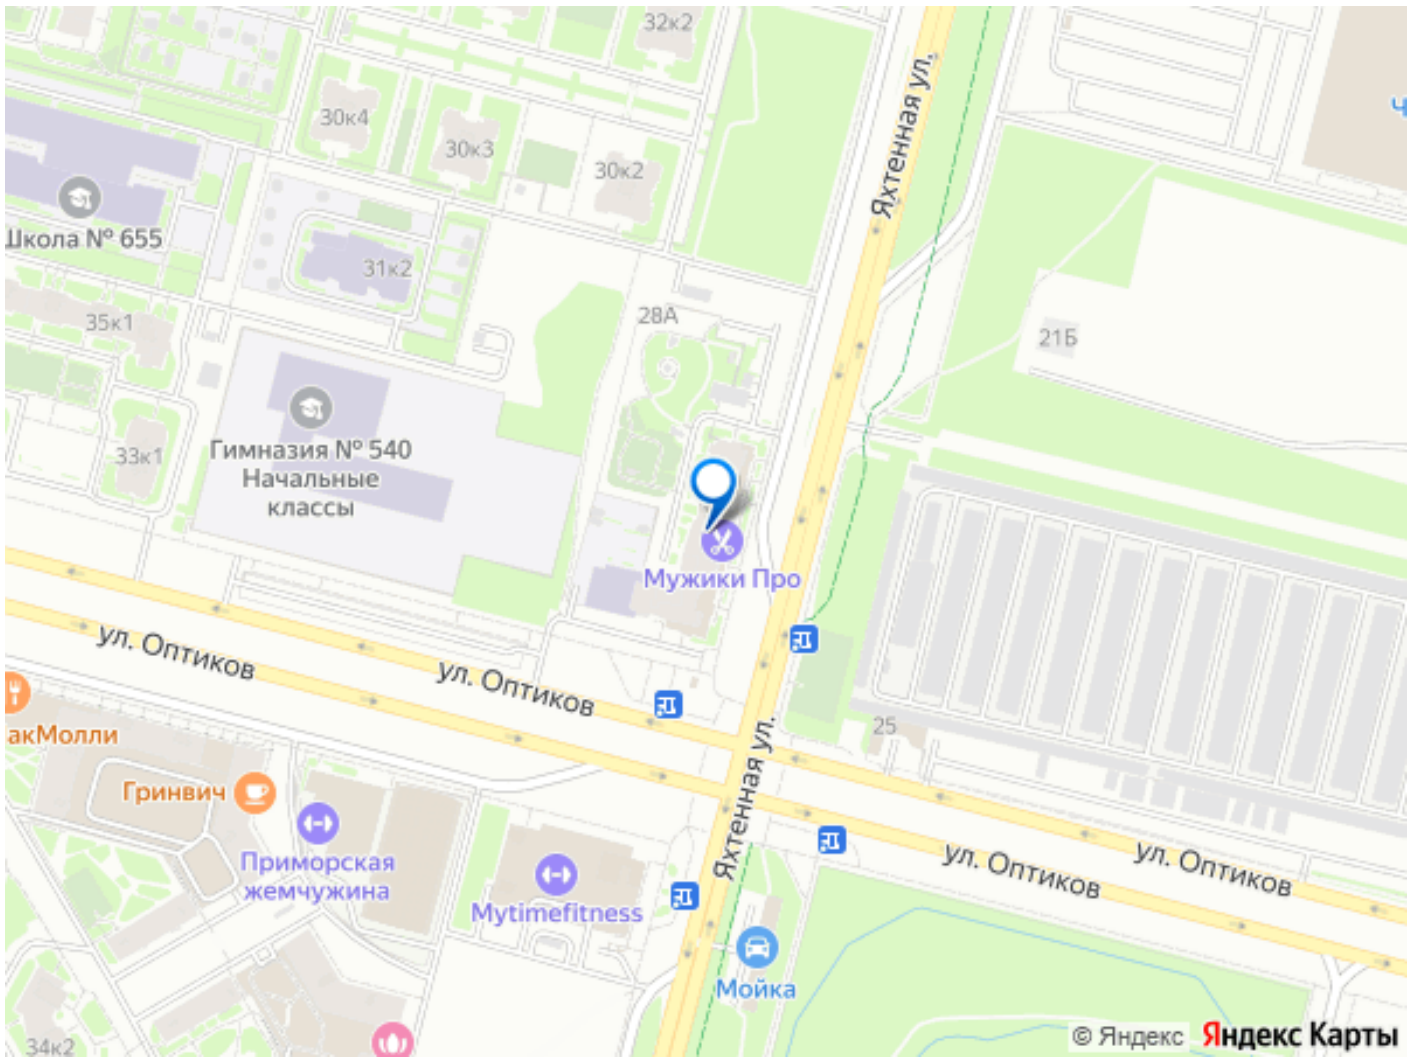 32к2
30к4
30к3
30к2
Яхтенная ул.
Школа № 655
31к2
28А
35к1
21Б
Гимназия № 540
Начальные
классы
33к1
Мужики Про
ул. Оптиков
ул. Оптиков
акМолли
25
Яхтенная ул.
Гринвич
Приморская
жемчужина
Mytimefitness
ул. Оптиков
ул. Оптиков
Мойка
34к2
© Яндекс Яндекс Карты